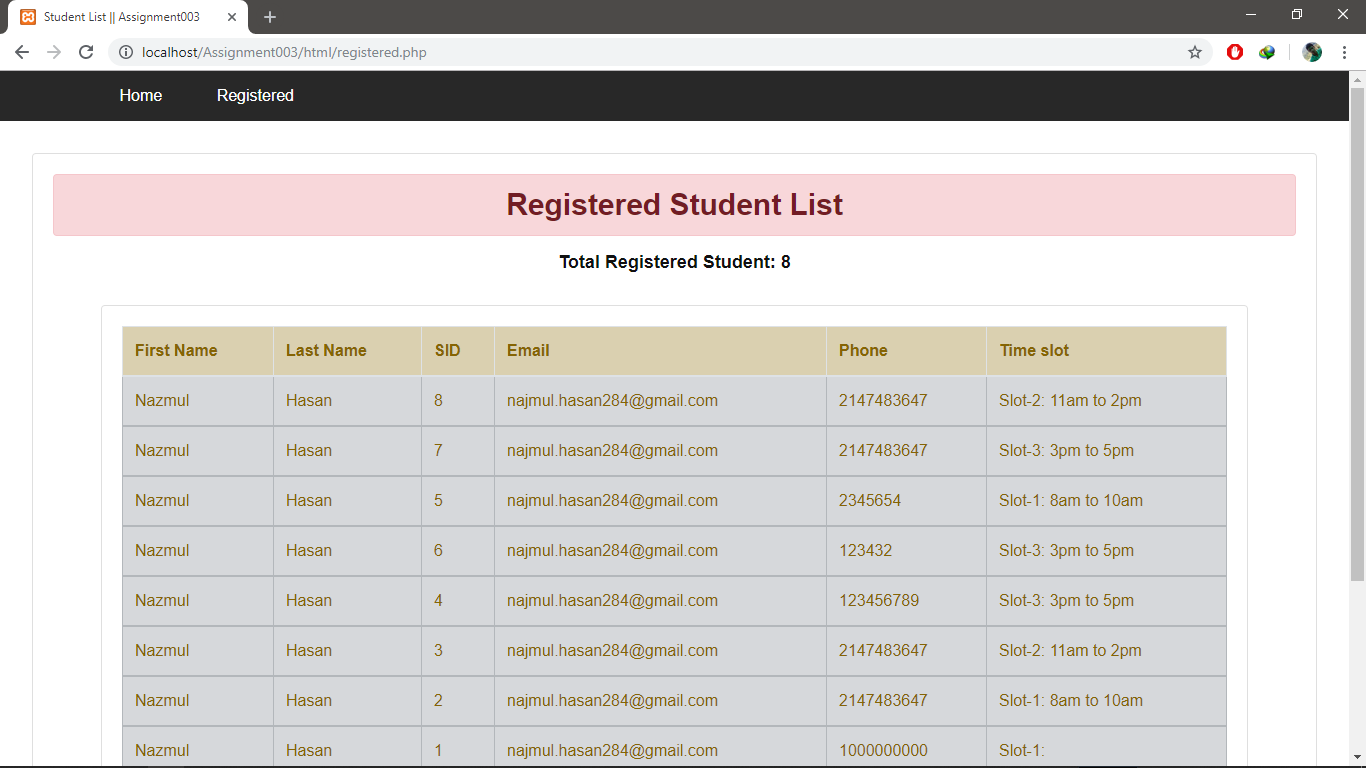 Student List || Assignment003
localhost/Assignment003/html/registered.php
Home Registered
Registered Student List
Total Registered Student: 8
First Name Last Name SID Email Phone Time slot
Nazmul Hasan 8 najmul.hasan284@gmail.com 2147483647 Slot-2: 11am to 2pm
Nazmul Hasan 7 najmul.hasan284@gmail.com 2147483647 Slot-3: 3pm to 5pm
Nazmul Hasan 5 najmul.hasan284@gmail.com 2345654 Slot-1: 8am to 10am
Nazmul Hasan 6 najmul.hasan284@gmail.com 123432 Slot-3: 3pm to 5pm
Nazmul Hasan 4 najmul.hasan284@gmail.com 123456789 Slot-3: 3pm to 5pm
Nazmul Hasan 3 najmul.hasan284@gmail.com 2147483647 Slot-2: 11am to 2pm
Nazmul Hasan 2 najmul.hasan284@gmail.com 2147483647 Slot-1: 8am to 10am
Nazmul Hasan 1 najmul.hasan284@gmail.com 1000000000 Slot-1: